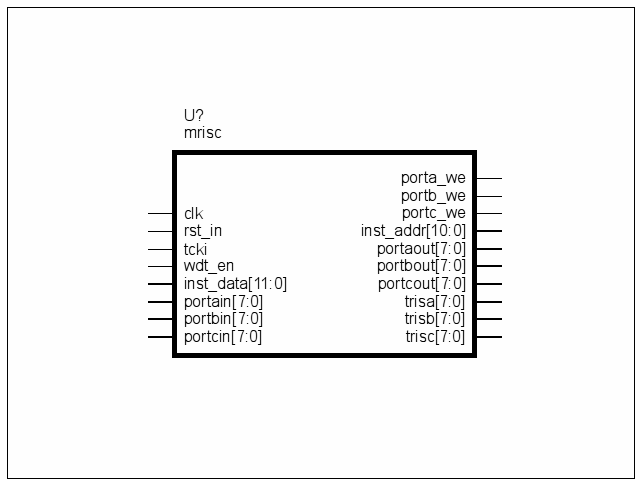 U?
mrisc
porta_we
portb_we
clk portc_we
rst_in inst_addr[10:0]
tcki portaout[7:0]
wdt_en portbout[7:0]
inst_data[11:0] portcout[7:0]
portain[7:0] trisa[7:0]
portbin[7:0] trisb[7:0]
portcin[7:0] trisc[7:0]